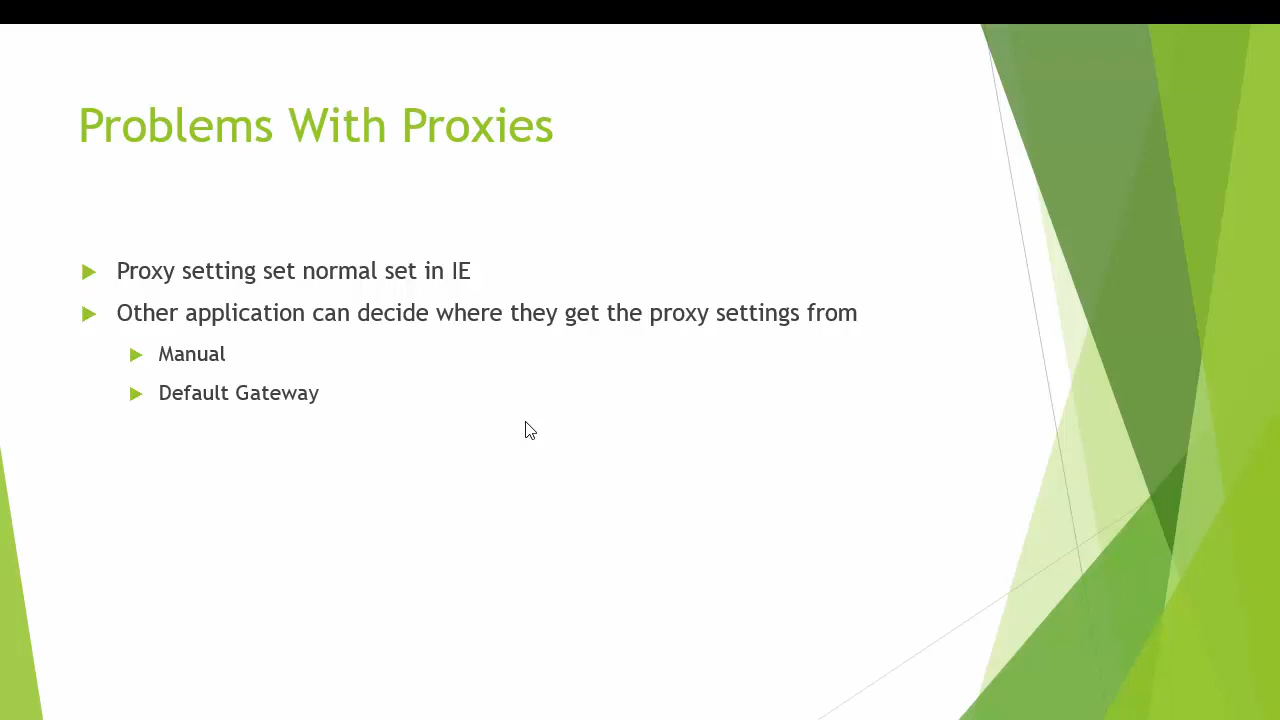 Problems With Proxies
Proxy setting set normal set in IE
Other application can decide where they get the proxy settings from
Manual
Default Gateway